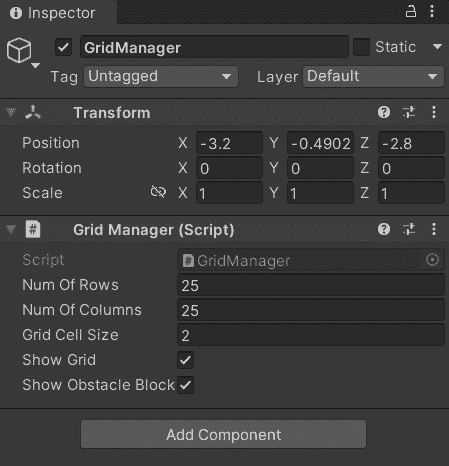 Inspector
GridManager Static
Tag Untagged Layer Default
Transform
Position X -3.2 Y -0.4902 Z -2.8
Rotation X 0 Y 0 Z 0
Scale X 1 Y 1 Z 1
# Grid Manager (Script)
Script # GridManager
Num Of Rows 25
Num Of Columns 25
Grid Cell Size 2
Show Grid
Show Obstacle Block
Add Component